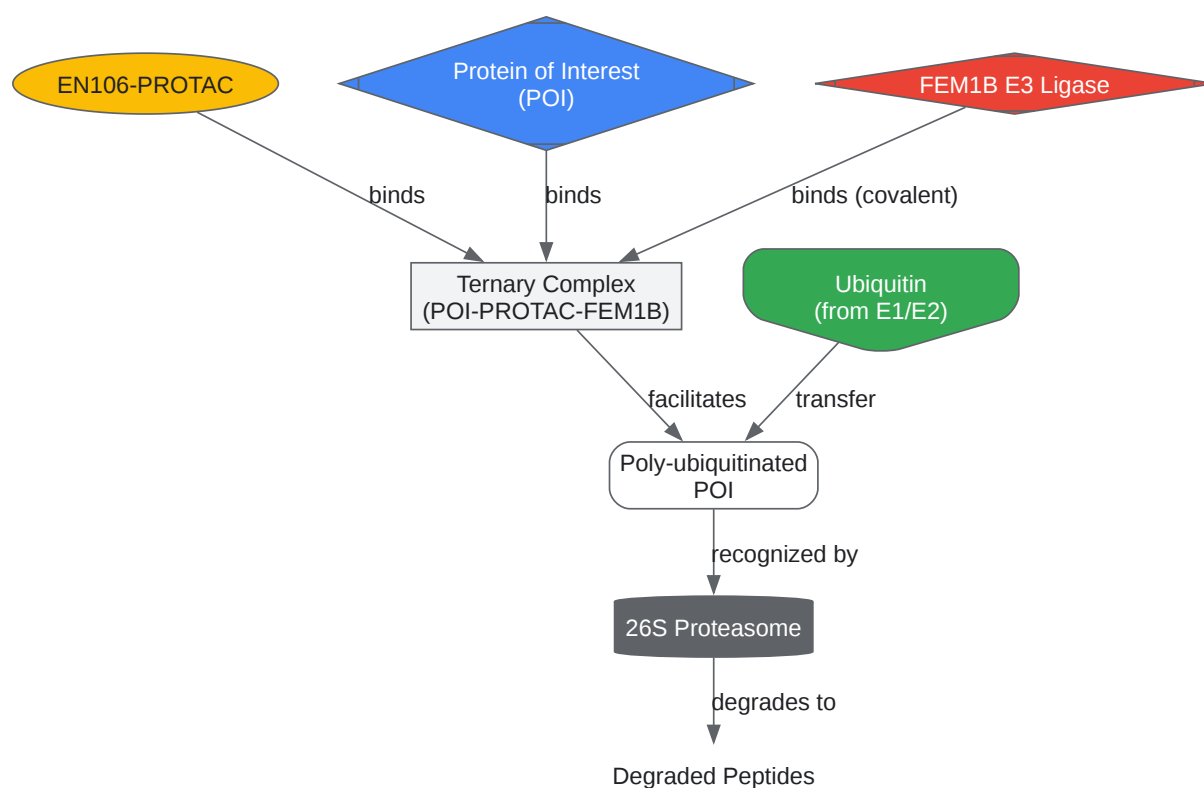 EN106-PROTAC
Protein of Interest
(POI)
FEM1B E3 Ligase
binds
binds
binds (covalent)
Ternary Complex
(POI-PROTAC-FEM1B)
Ubiquitin
(from E1/E2)
facilitates
transfer
Poly-ubiquitinated
POI
recognized by
26S Proteasome
degrades to
Degraded Peptides